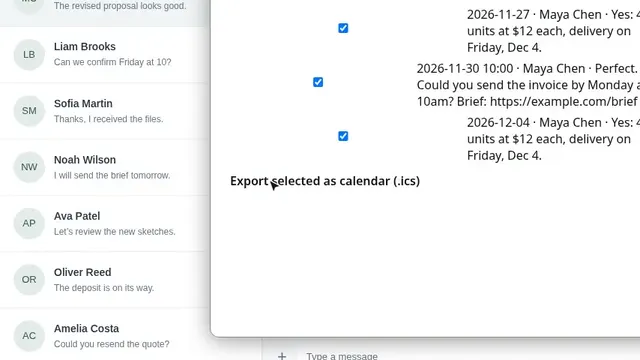 MC
The revised proposal looks good.
LB
Liam Brooks
Can we confirm Friday at 10?
SM
Sofia Martin
Thanks, I received the files.
NW
Noah Wilson
I will send the brief tomorrow.
AP
Ava Patel
Let's review the new sketches.
OR
Oliver Reed
The deposit is on its way.
AC
Amelia Costa
Could you resend the quote?
2026-11-27 · Maya Chen · Yes: 4
units at $12 each, delivery on
Friday, Dec 4.
2026-11-30 10:00 · Maya Chen · Perfect.
Could you send the invoice by Monday a
10am? Brief: https://example.com/brief
2026-12-04 · Maya Chen · Yes: 4
units at $12 each, delivery on
Friday, Dec 4.
Export selected as calendar (.ics)
+ Type a message